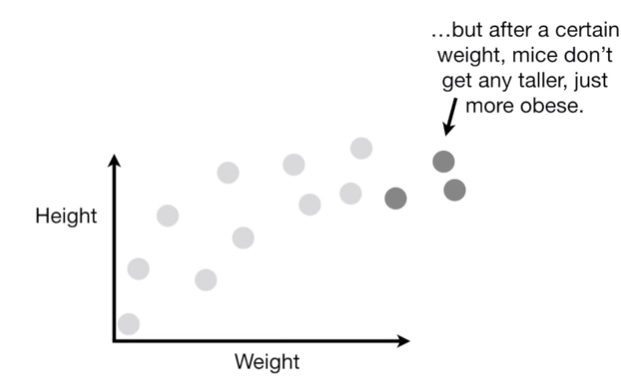 ...but after a certain
weight, mice don't
get any taller, just
more obese.
Height
Weight